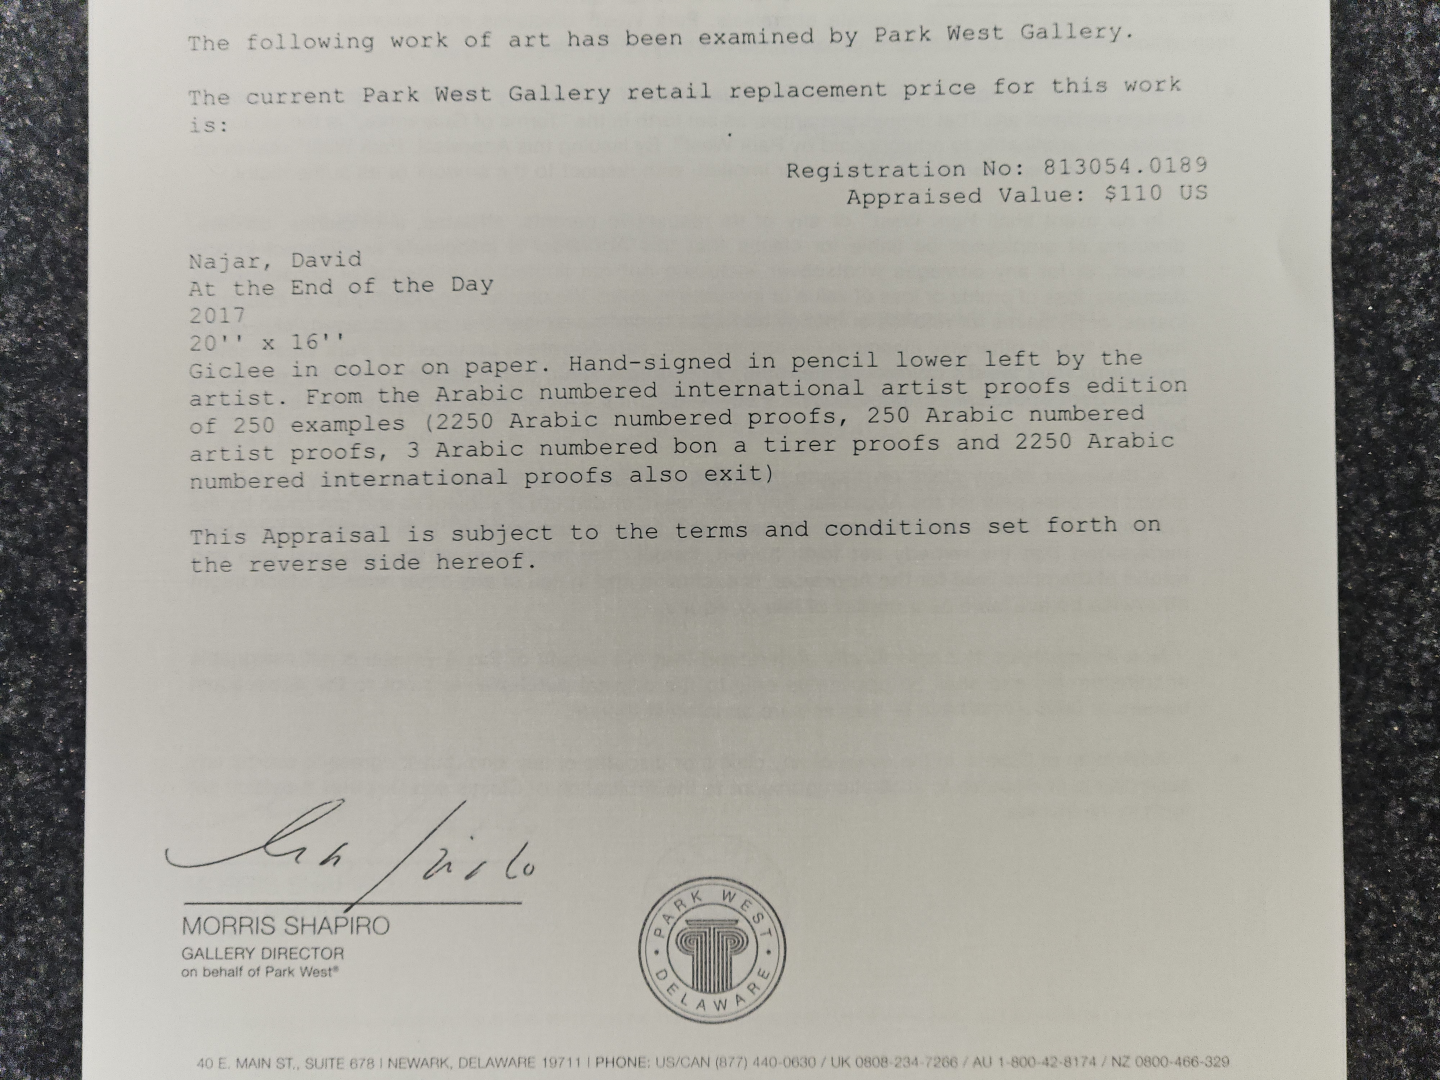 The following work of art has been examined by Park West Gallery.
The current Park West Gallery retail replacement price for this work
is:
Registration No: 813054.0189
Appraised Value: $110 US
Najar, David
At the End of the Day
2017
20'' x 16''
Giclee in color on paper. Hand-signed in pencil lower left by the
artist. From the Arabic numbered international artist proofs edition
of 250 examples (2250 Arabic numbered proofs, 250 Arabic numbered
artist proofs, 3 Arabic numbered bon a tirer proofs and 2250 Arabic
numbered international proofs also exit)
This Appraisal is subject to the terms and conditions set forth on
the reverse side hereof.
MORRIS SHAPIRO
GALLERY DIRECTOR
on behalf of Park West®
PARK WEST
DELAWARE
40 E. MAIN ST., SUITE 678 | NEWARK, DELAWARE 19711 | PHONE: US/CAN (877) 440-0630 / UK 0808-234-7266 / AU 1-800-42-8174 / NZ 0800-466-329